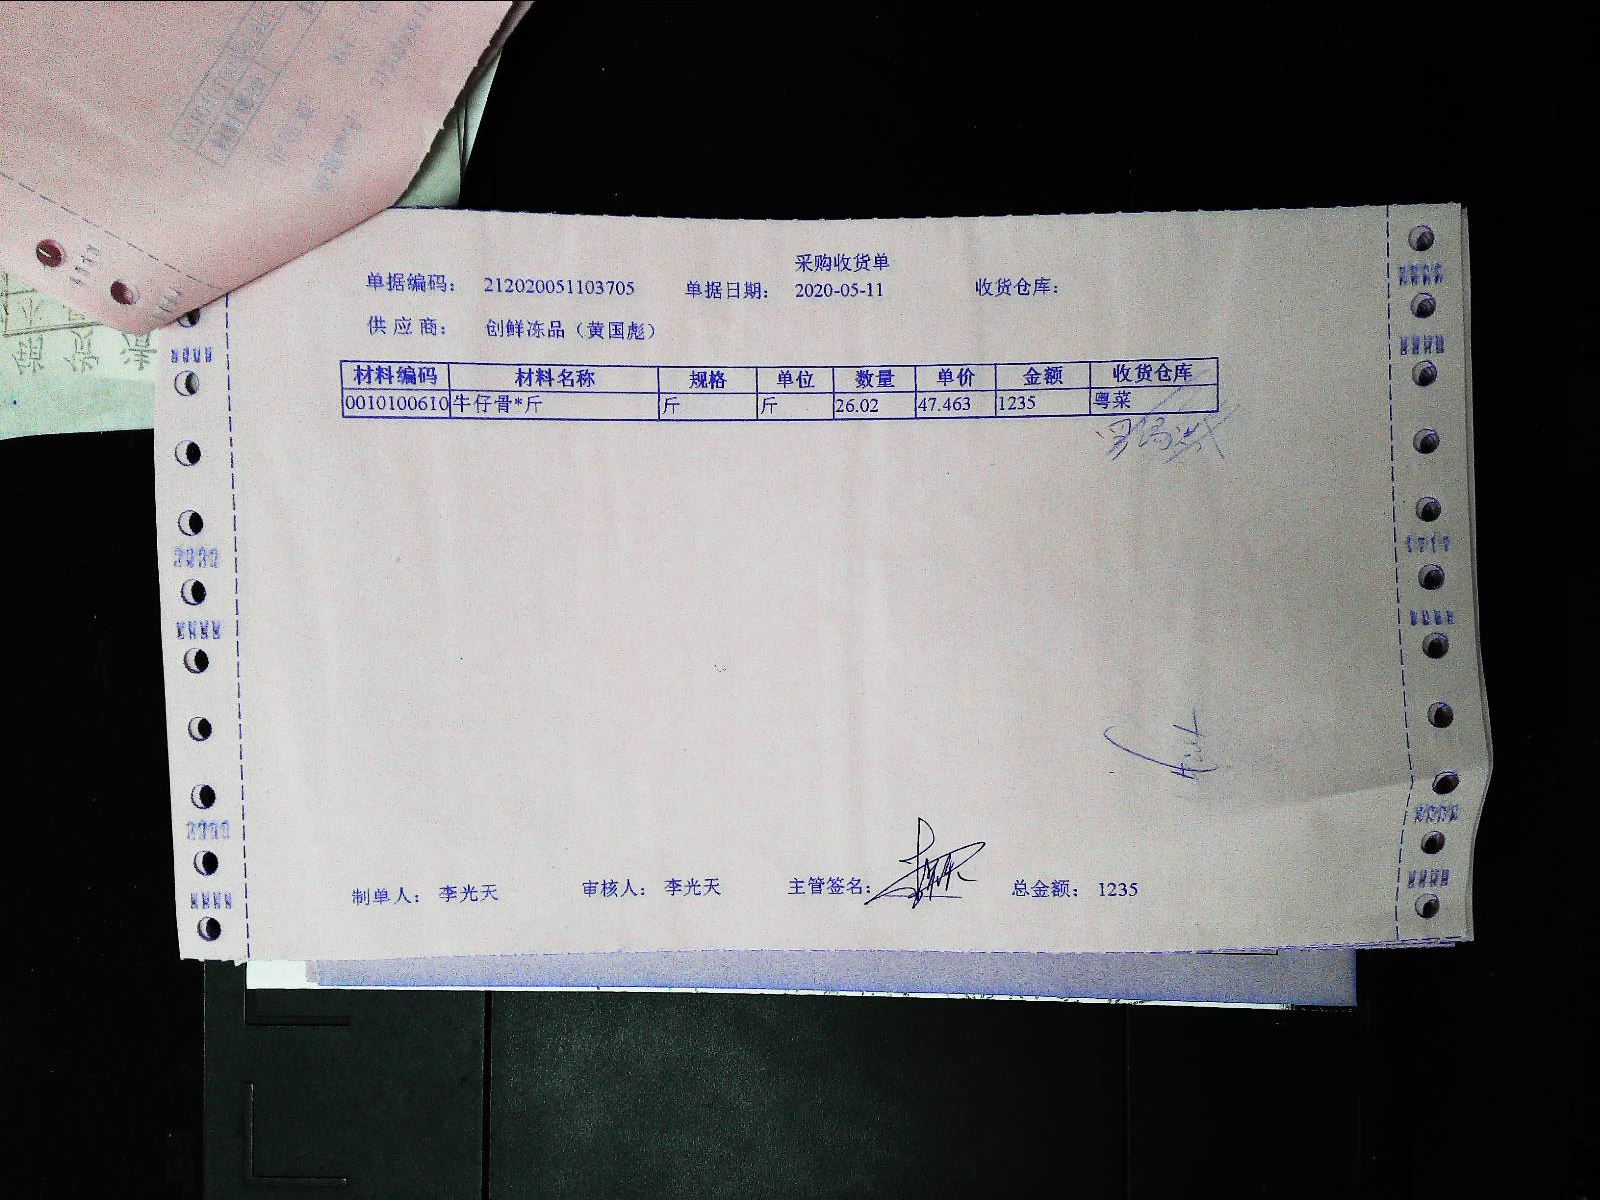 采购收货单
单据编码： 212020051103705 单据日期： 2020-05-11 收货仓库：
供 应 商： 创鲜冻品（黄国彪）
材料编码 材料名称 规格 单位 数量 单价 金额 收货仓库
0010100610 牛仔骨*斤 斤 斤 26.02 47.463 1235 粤菜
制单人： 李光天 审核人： 李光天 主管签名： 总金额： 1235